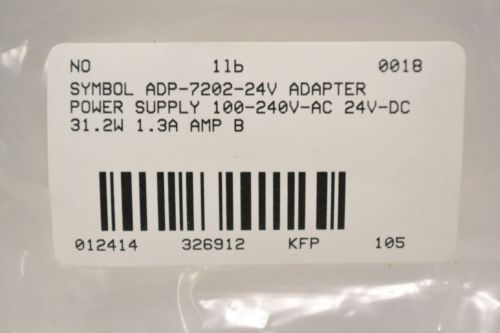 NO 1lb 0018
SYMBOL ADP-7202-24V ADAPTER
POWER SUPPLY 100-240V-AC 24V-DC
31.2W 1.3A AMP B
012414 326912 KFP 105